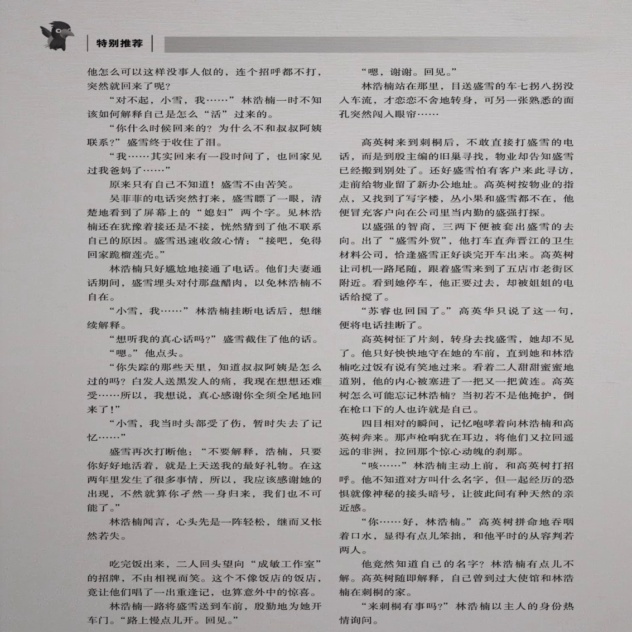 特别推荐
他怎么可以这样没事人似的，连个招呼都不打，
突然就回来了呢？
“对不起，小雪，我……”林浩楠一时不知
该如何解释自己是怎么“活”过来的。
“你什么时候回来的？为什么不和叔叔阿姨
联系？”盛雪终于收住了泪。
“我……其实回来有一段时间了，也回家见
过我爸妈了……”
原来只有自己不知道！盛雪不由苦笑。
吴菲菲的电话突然打来，盛雪瞟了一眼，清
楚地看到了屏幕上的“媳妇”两个字。见林浩
楠还在犹豫着接还是不接，恍然猜到了他不联系
自己的原因。盛雪迅速收敛心情：“接吧，免得
回家跪榴莲壳。”
林浩楠只好尴尬地接通了电话。他们夫妻通
话期间，盛雪埋头对付那盘醋肉，以免林浩楠不
自在。
“小雪，我……”林浩楠挂断电话后，想继
续解释。
“想听我的真心话吗？”盛雪截住了他的话。
“嗯。”他点头。
“你失踪的那些天里，知道叔叔阿姨是怎么
过的吗？白发人送黑发人的痛，我现在想想还难
受……所以，我想说，真心感谢你全须全尾地回
来了！”
“小雪，我当时头部受了伤，暂时失去了记
忆……”
盛雪再次打断他：“不要解释，浩楠，只要
你好好地活着，就是上天送我的最好礼物。在这
两年里发生了很多事情，所以，我应该感谢她的
出现，不然就算你孑然一身归来，我们也不可
能了。”
林浩楠闻言，心头先是一阵轻松，继而又怅
然若失。
吃完饭出来，二人回头望向“成敏工作室”
的招牌，不由相视而笑。这个不像饭店的饭店，
竟让他们唱了一出重逢记，也算意外中的惊喜。
林浩楠一路将盛雪送到车前，殷勤地为她开
车门。“路上慢点儿开。回见。”
“嗯，谢谢。回见。”
林浩楠站在那里，目送盛雪的车七拐八拐没
入车流，才恋恋不舍地转身，可另一张熟悉的面
孔突然闯入眼帘……
高英树来到刺桐后，不敢直接打盛雪的电
话，而是到殷主编的旧巢寻找，物业却告知盛雪
已经搬到别处了。还好盛雪怕有客户来此寻访，
走前给物业留了新办公地址。高英树按物业的指
点，又找到了写字楼，丛小果和盛雪都不在，他
便冒充客户向在公司里当内勤的盛强打探。
以盛强的智商，三两下便被套出盛雪的去
向。出了“盛雪外贸”，他打车直奔晋江的卫生
材料公司，恰逢盛雪正好谈完开车出来。高英树
让司机一路尾随，跟着盛雪来到了五店市老街区
附近。看到她停车，他正要过去，却被姐姐的电
话给搅了。
“苏睿也回国了。”高英华只说了这一句，
便将电话挂断了。
高英树怔了片刻，转身去找盛雪，她却不见
了。他只好怏怏地守在她的车前，直到她和林浩
楠吃过饭有说有笑地过来。看着二人甜甜蜜蜜地
道别，他的内心被塞进了一把又一把黄连。高英
树怎么可能忘记林浩楠？当初若不是他掩护，倒
在枪口下的人也许就是自己。
四目相对的瞬间，记忆咆哮着向林浩楠和高
英树奔来。那声枪响犹在耳边，将他们又拉回遥
远的非洲，拉回那个惊心动魄的刹那。
“咳……”林浩楠主动上前，和高英树打招
呼。他不知道对方叫什么名字，但一起经历的恐
惧就像神秘的接头暗号，让彼此间有种天然的亲
近感。
“你……好，林浩楠。”高英树拼命地吞咽
着口水，显得有点儿笨拙，和他平时的从容判若
两人。
他竟然知道自己的名字？林浩楠有点儿不
解。高英树随即解释，自己曾到过大使馆和林浩
楠在刺桐的家。
“来刺桐有事吗？”林浩楠以主人的身份热
情询问。